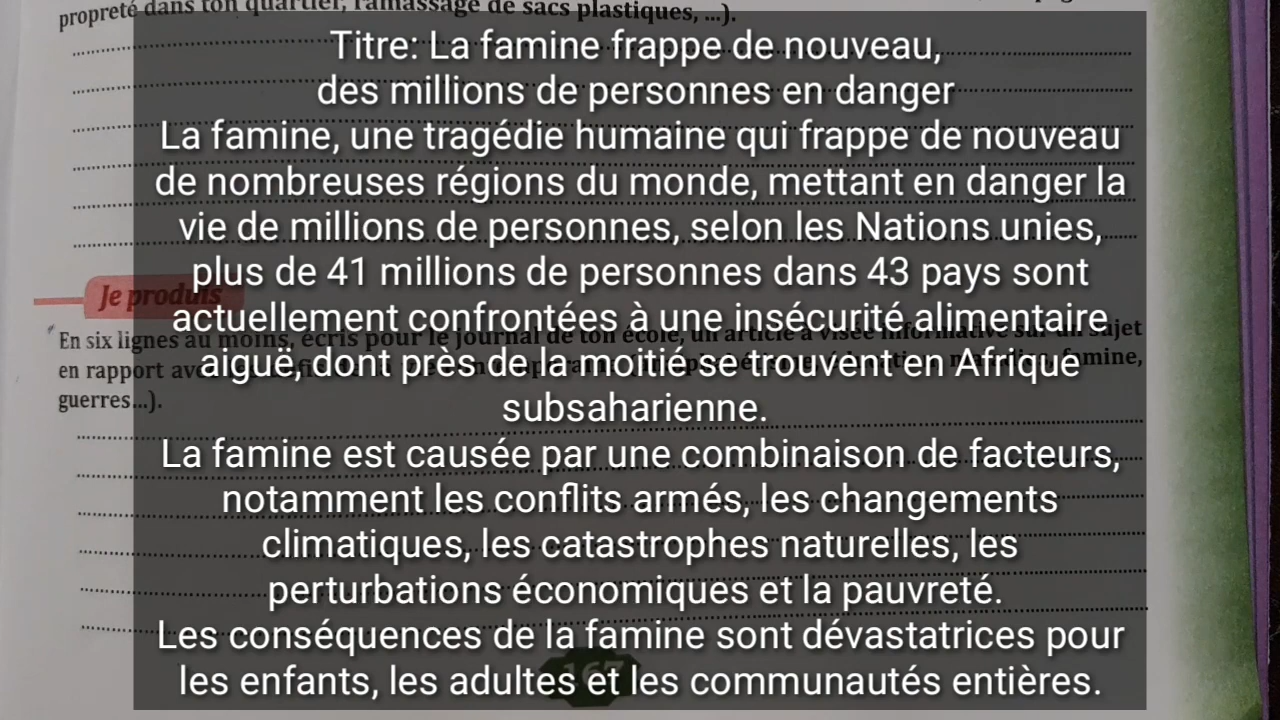 propreté dans ton quartier, ramassage de sacs plastiques, ...).
Titre: La famine frappe de nouveau,
des millions de personnes en danger
La famine, une tragédie humaine qui frappe de nouveau
de nombreuses régions du monde, mettant en danger la
vie de millions de personnes, selon les Nations unies,
plus de 41 millions de personnes dans 43 pays sont
actuellement confrontées à une insécurité alimentaire
aiguë, dont près de la moitié se trouvent en Afrique
subsaharienne.
La famine est causée par une combinaison de facteurs,
notamment les conflits armés, les changements
climatiques, les catastrophes naturelles, les
perturbations économiques et la pauvreté.
Les conséquences de la famine sont dévastatrices pour
les enfants, les adultes et les communautés entières.
Je produis
En six lignes au moins, écris pour le journal de ton école, un article à visée informative sur un sujet
en rapport famine,
guerres...).
167